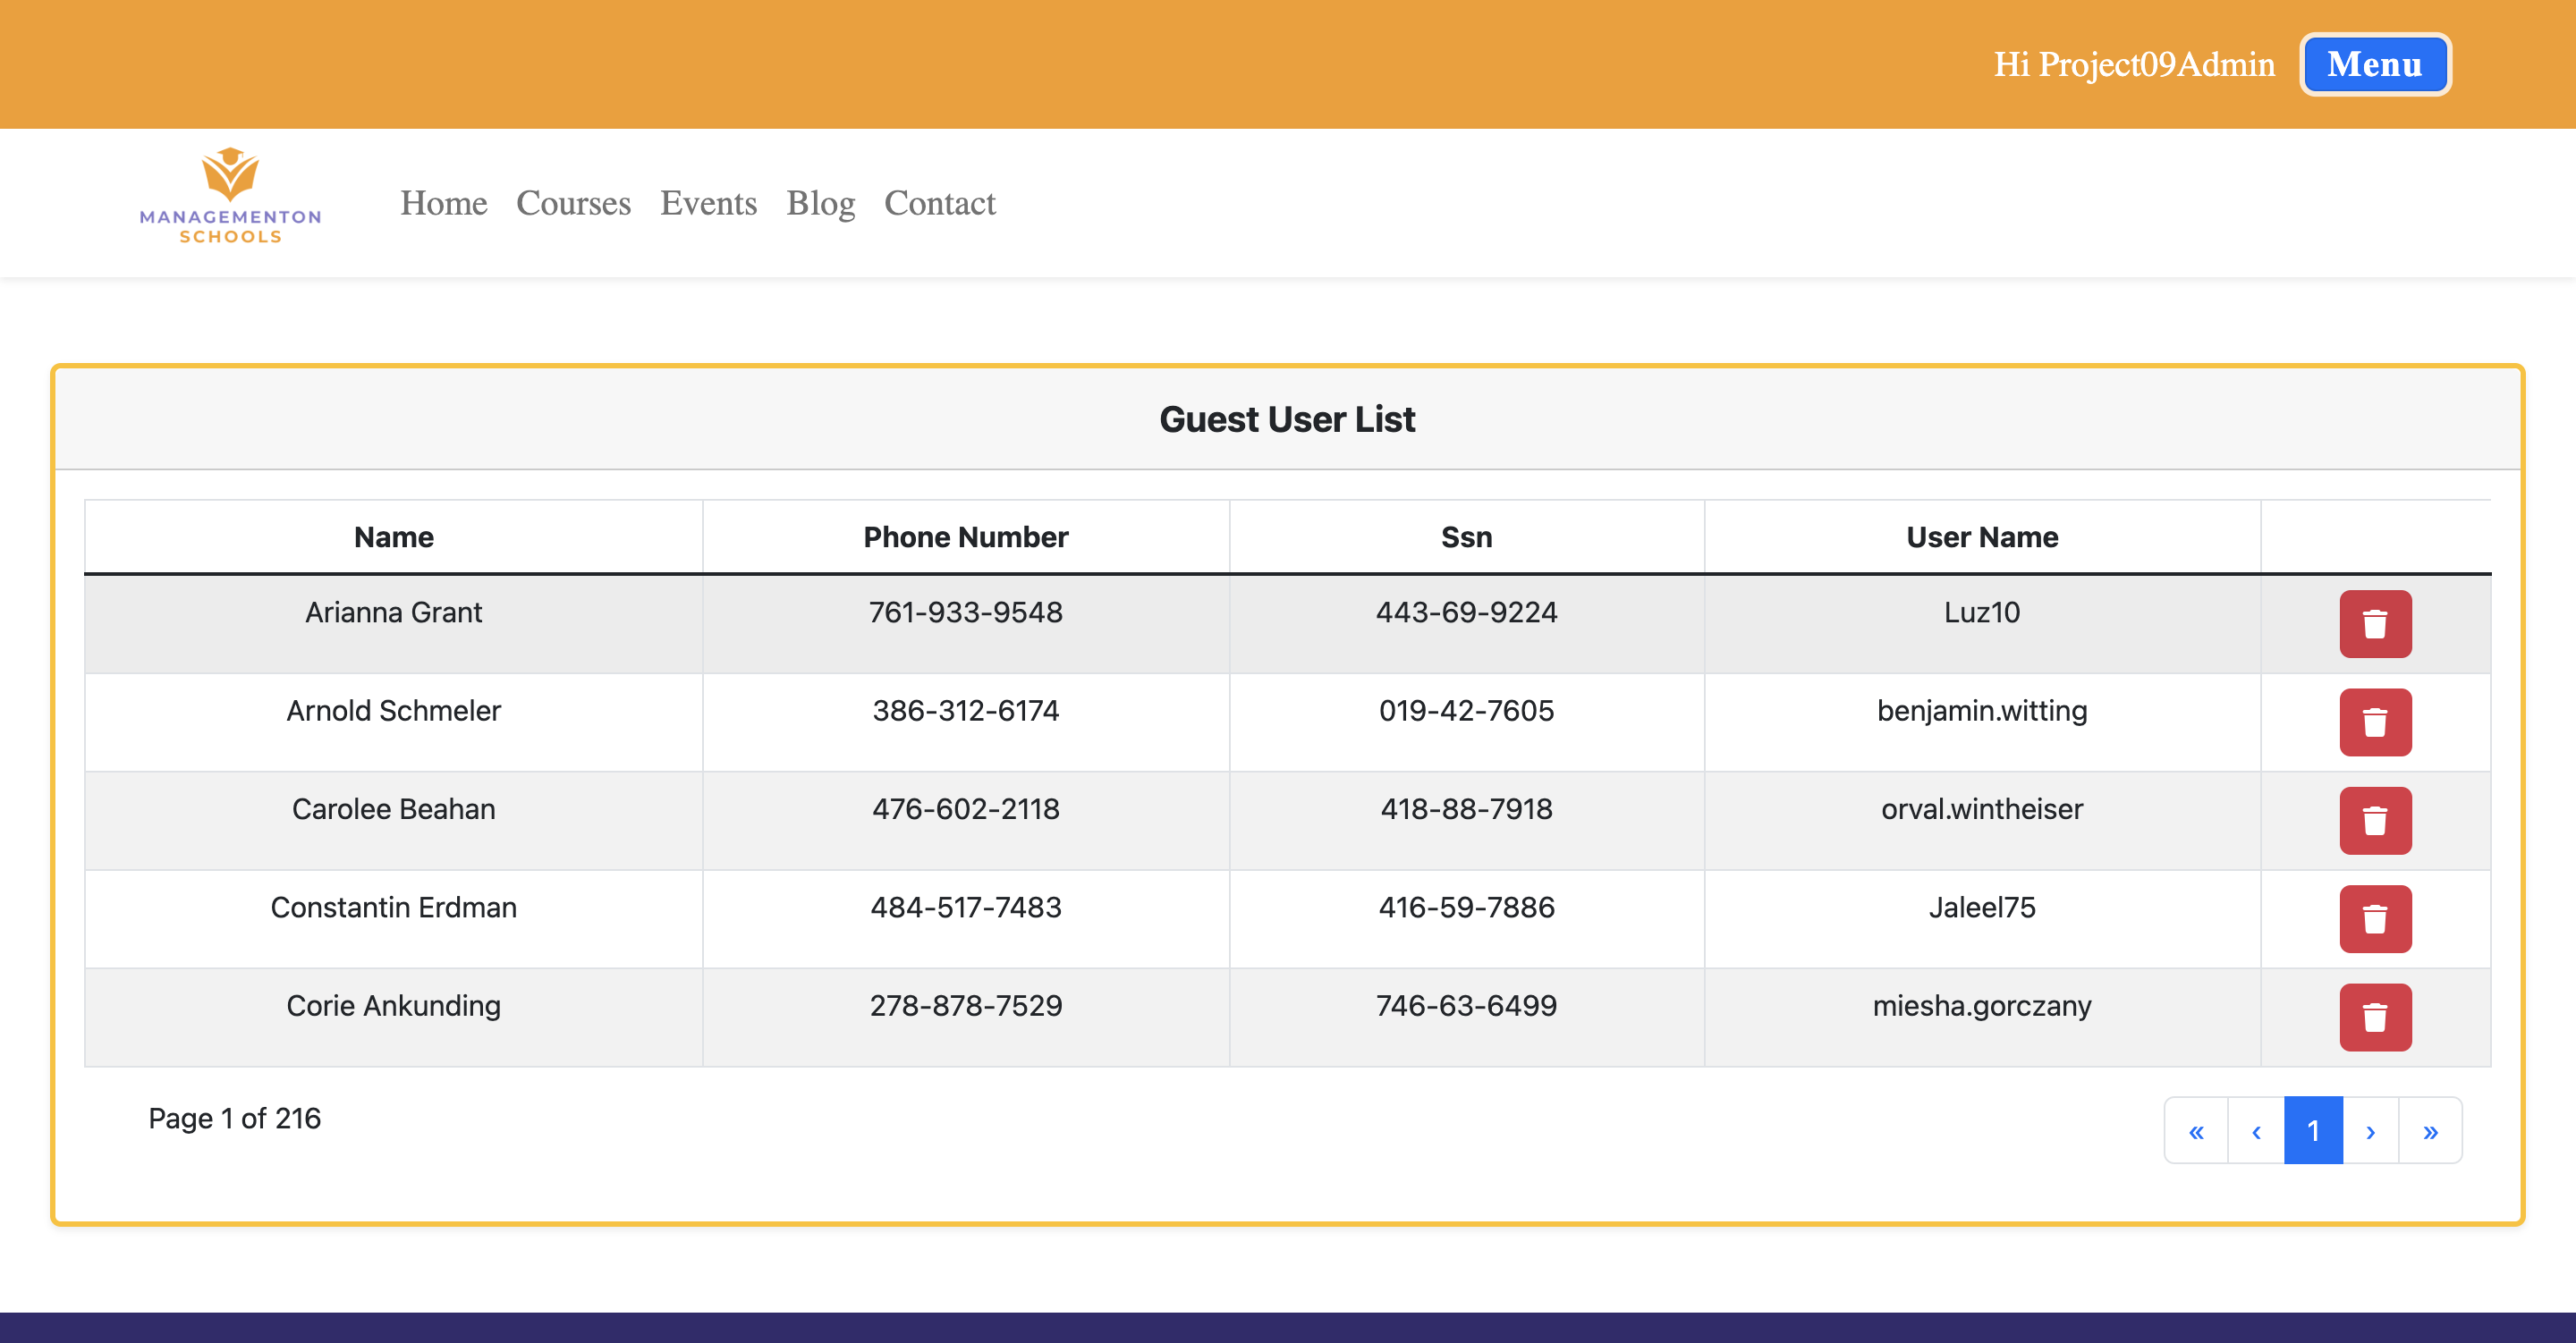 Hi Project09Admin Menu
MANAGEMENTON
SCHOOLS
Home Courses Events Blog Contact
Guest User List
Name Phone Number Ssn User Name
Arianna Grant 761-933-9548 443-69-9224 Luz10
Arnold Schmeler 386-312-6174 019-42-7605 benjamin.witting
Carolee Beahan 476-602-2118 418-88-7918 orval.wintheiser
Constantin Erdman 484-517-7483 416-59-7886 Jaleel75
Corie Ankunding 278-878-7529 746-63-6499 miesha.gorczany
Page 1 of 216
« ‹ 1 › »